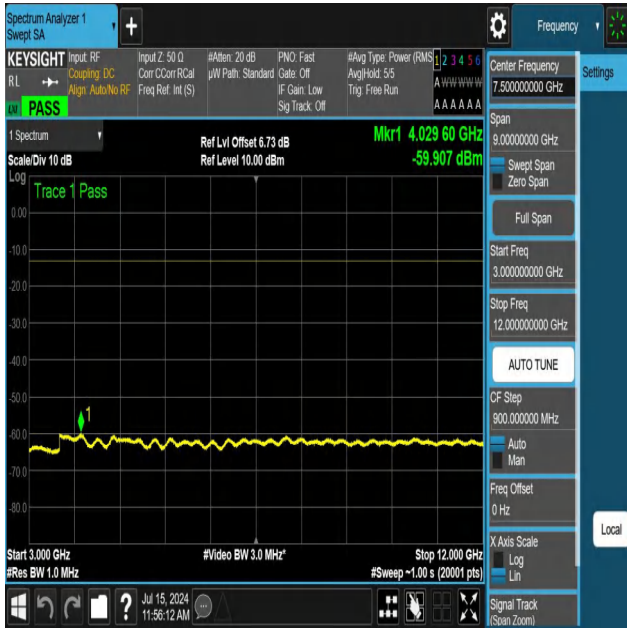 Spectrum Analyzer 1
Swept SA
+
Frequency
KEYSIGHT
RL
PASS
Input: RF
Coupling: DC
Align: Auto/No RF
Input Z: 50 Ω
Corr CCorr RCal
Freq Ref: Int (S)
#Atten: 20 dB
µW Path: Standard
PNO: Fast
Gate: Off
IF Gain: Low
Sig Track: Off
#Avg Type: Power (RMS
Avg|Hold: 5/5
Trig: Free Run
1 2 3 4 5 6
A W W W W W
A A A A A A
1 Spectrum
Scale/Div 10 dB
Ref Lvl Offset 6.73 dB
Ref Level 10.00 dBm
Mkr1 4.029 60 GHz
-59.907 dBm
Log
Trace 1 Pass
0.00
-10.0
-20.0
-30.0
-40.0
-50.0
-60.0
-70.0
-80.0
1
Start 3.000 GHz
#Res BW 1.0 MHz
#Video BW 3.0 MHz*
Stop 12.000 GHz
#Sweep ~1.00 s (20001 pts)
?
Jul 15, 2024
11:56:12 AM
Center Frequency
7.500000000 GHz
Settings
Span
9.00000000 GHz
Swept Span
Zero Span
Full Span
Start Freq
3.000000000 GHz
Stop Freq
12.000000000 GHz
AUTO TUNE
CF Step
900.000000 MHz
Auto
Man
Freq Offset
0 Hz
Local
X Axis Scale
Log
Lin
Signal Track
(Span Zoom)